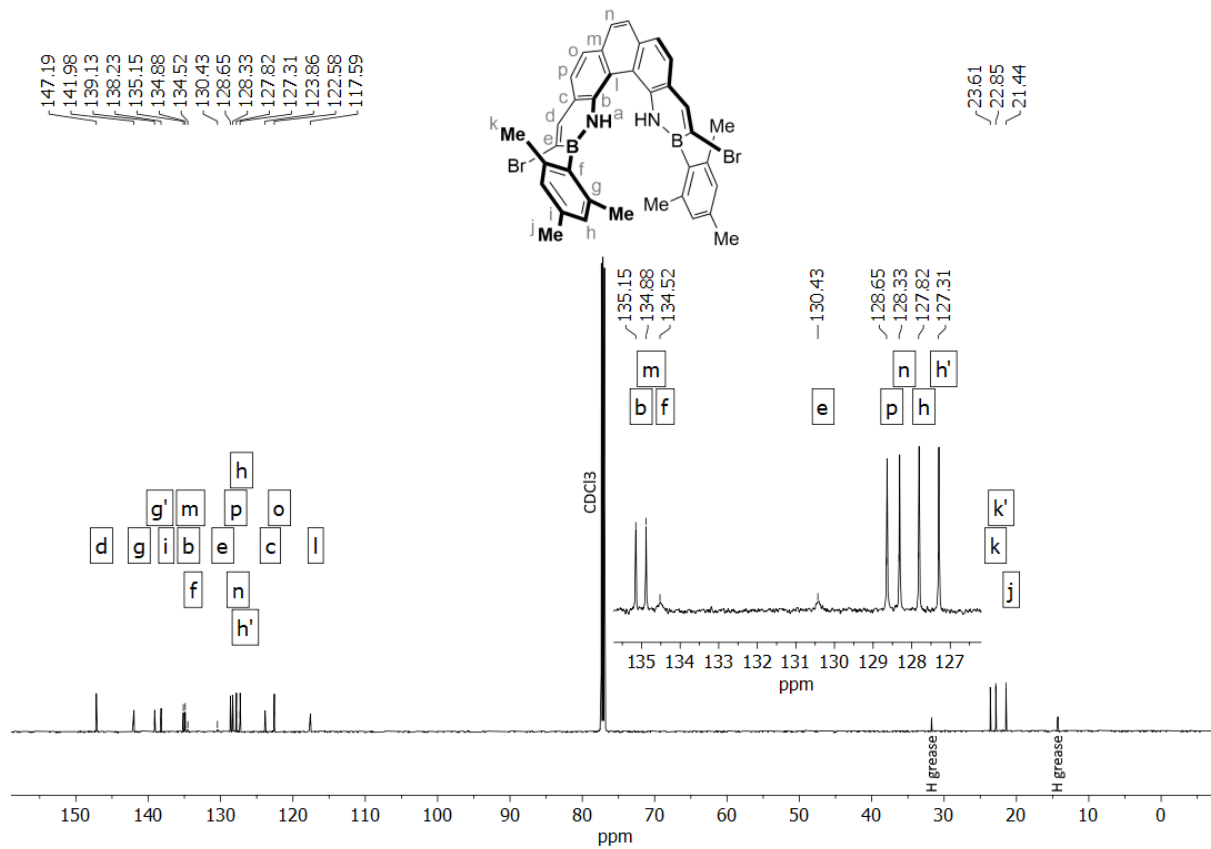 147.19
141.98
139.13
138.23
135.15
134.88
134.52
130.43
128.65
128.33
127.82
127.31
123.86
122.58
117.59
23.61
22.85
21.44
n
m
o
p
l
c
b
d
NH
a
HN
k
Me
e
B
Br
f
g
i
j
Me
h
Me
Me
B
Br
Me
Me
135.15
134.88
134.52
130.43
128.65
128.33
127.82
127.31
m
n
h'
b
f
e
p
h
CDCl3
135 134 133 132 131 130 129 128 127
ppm
h
g'
m
p
o
d
g
i
b
e
c
l
f
n
h'
k'
k
j
H grease
H grease
150 140 130 120 110 100 90 80 70 60 50 40 30 20 10 0
ppm